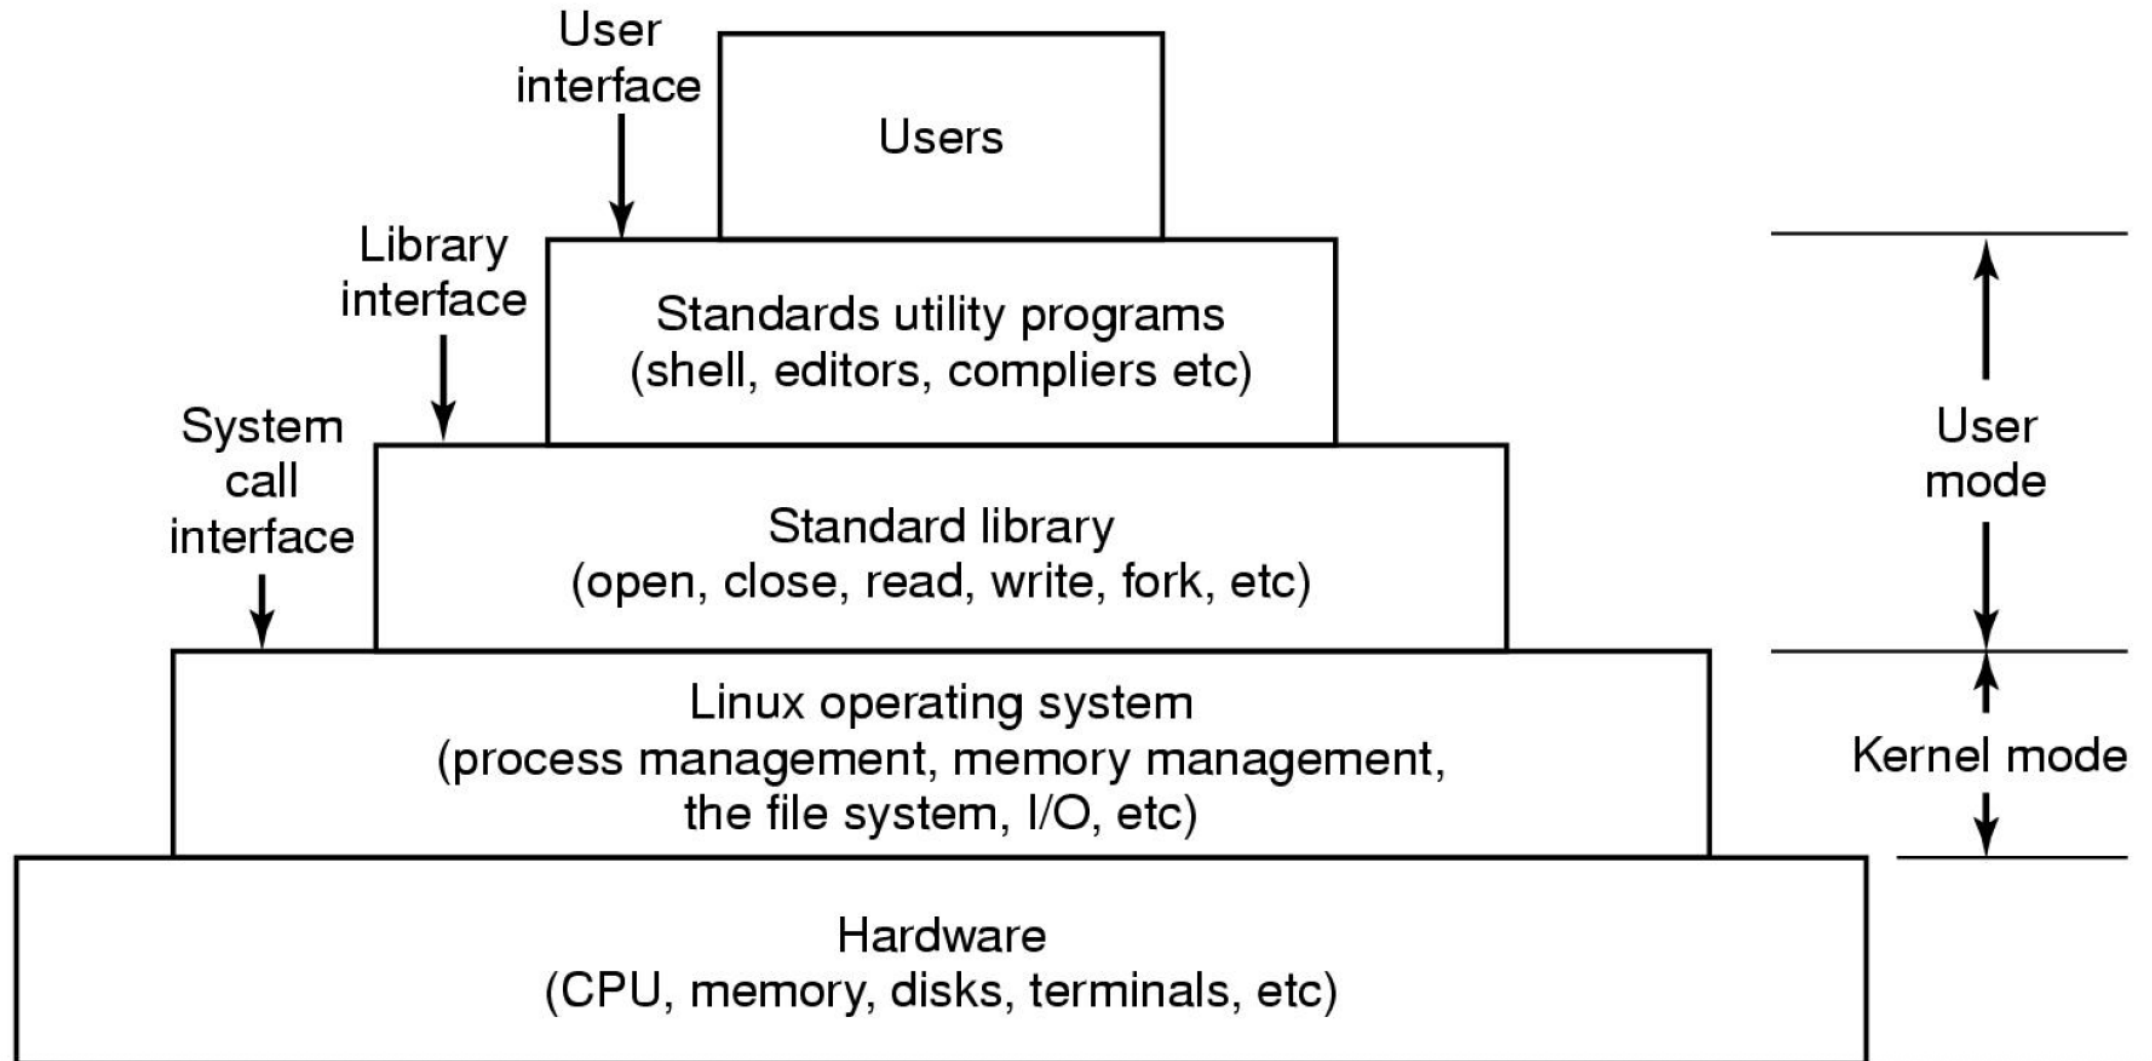 User
interface
Users
Library
interface
Standards utility programs
(shell, editors, compliers etc)
System
call
interface
User
mode
Standard library
(open, close, read, write, fork, etc)
Linux operating system
(process management, memory management,
the file system, I/O, etc)
Kernel mode
Hardware
(CPU, memory, disks, terminals, etc)